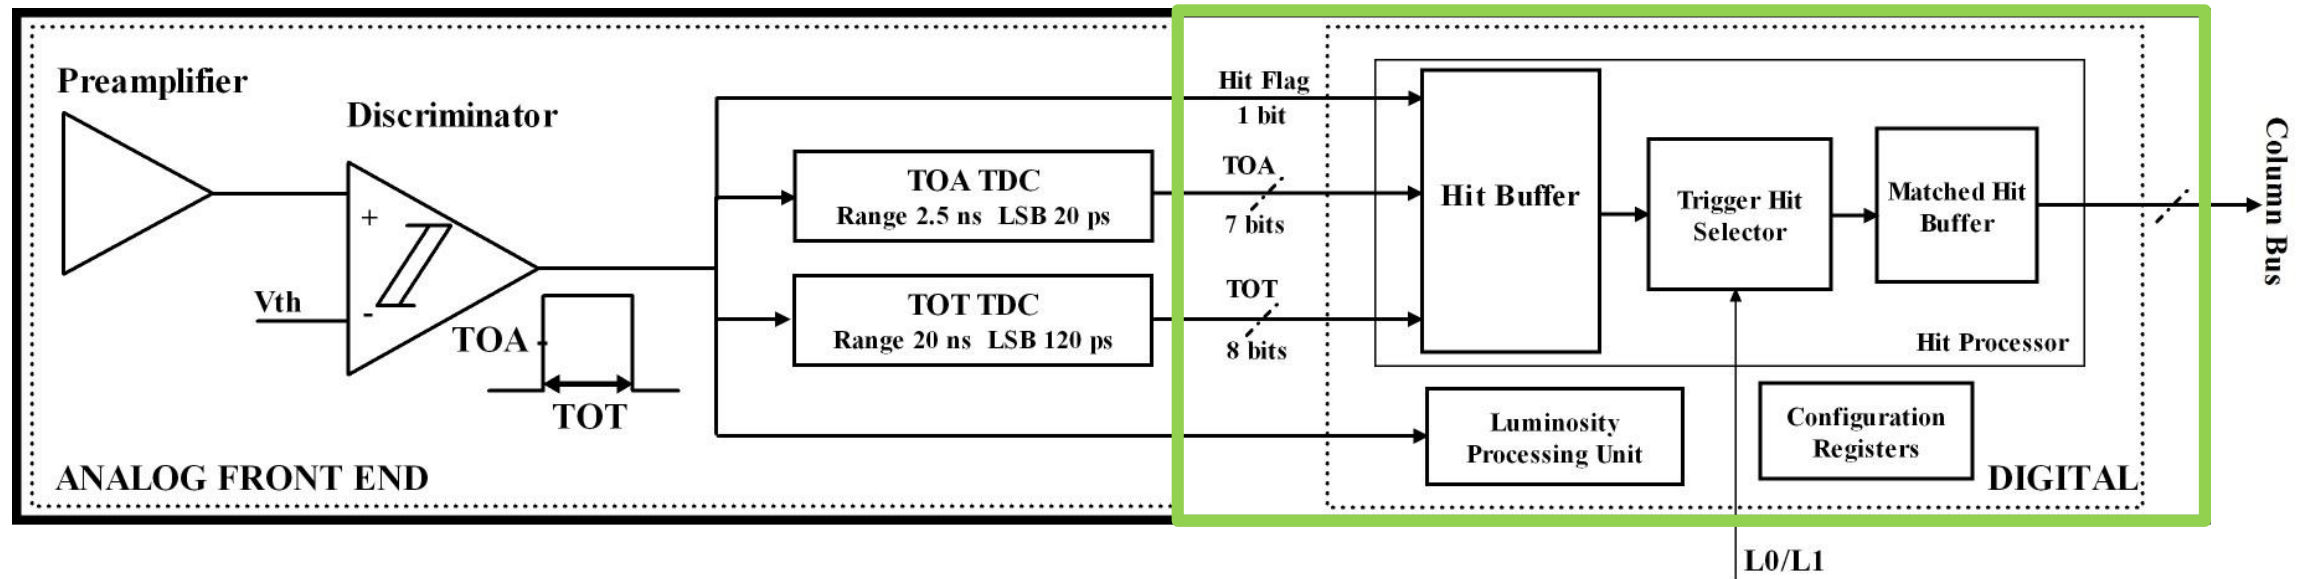 Preamplifier
Discriminator
+
-
Vth
TOA
TOT
TOA TDC
Range 2.5 ns LSB 20 ps
TOT TDC
Range 20 ns LSB 120 ps
ANALOG FRONT END
Hit Flag
1 bit
TOA
7 bits
TOT
8 bits
Hit Buffer
Trigger Hit
Selector
Matched Hit
Buffer
Hit Processor
Luminosity
Processing Unit
Configuration
Registers
DIGITAL
L0/L1
Column Bus